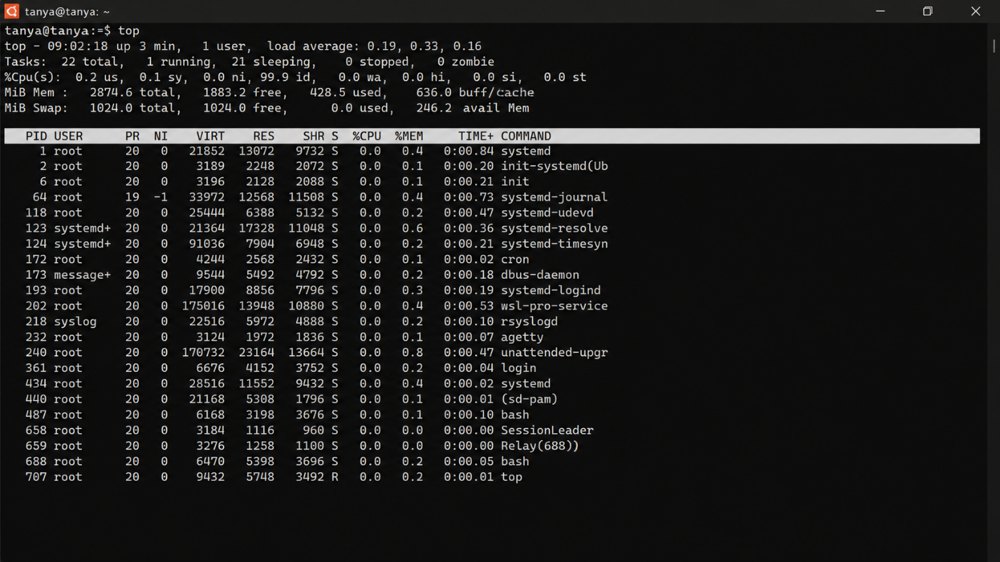 tanya@tanya: ~
tanya@tanya:=$ top
top - 09:02:18 up 3 min,   1 user,  load average: 0.19, 0.33, 0.16
Tasks:  22 total,   1 running,  21 sleeping,   0 stopped,   0 zombie
%Cpu(s):  0.2 us,  0.1 sy,  0.0 ni, 99.9 id,   0.0 wa,  0.0 hi,   0.0 si,   0.0 st
MiB Mem :   2874.6 total,   1883.2 free,   428.5 used,    636.0 buff/cache
MiB Swap:   1024.0 total,   1024.0 free,      0.0 used,   246.2  avail Mem
PID USER      PR  NI    VIRT    RES    SHR S  %CPU  %MEM     TIME+ COMMAND
1 root      20   0   21852  13072   9732 S   0.0   0.4   0:00.84 systemd
2 root      20   0    3189   2248   2072 S   0.0   0.1   0:00.20 init-systemd(Ub
6 root      20   0    3196   2128   2088 S   0.0   0.1   0:00.21 init
64 root      19  -1   33972  12568  11508 S   0.0   0.4   0:00.73 systemd-journal
118 root      20   0   25444   6388   5132 S   0.0   0.2   0:00.47 systemd-udevd
123 systemd+  20   0   21364  17328  11048 S   0.0   0.6   0:00.36 systemd-resolve
124 systemd+  20   0   91036   7904   6948 S   0.0   0.2   0:00.21 systemd-timesyn
172 root      20   0    4244   2568   2432 S   0.0   0.1   0:00.02 cron
173 message+  20   0    9544   5492   4792 S   0.0   0.2   0:00.18 dbus-daemon
193 root      20   0   17900   8856   7796 S   0.0   0.3   0:00.19 systemd-logind
202 root      20   0  175016  13948  10880 S   0.0   0.4   0:00.53 wsl-pro-service
218 syslog    20   0   22516   5972   4888 S   0.0   0.2   0:00.10 rsyslogd
232 root      20   0    3124   1972   1836 S   0.0   0.1   0:00.07 agetty
240 root      20   0  170732  23164  13664 S   0.0   0.8   0:00.47 unattended-upgr
361 root      20   0    6676   4152   3752 S   0.0   0.2   0:00.04 login
434 root      20   0   28516  11552   9432 S   0.0   0.4   0:00.02 systemd
440 root      20   0   21168   5308   1796 S   0.0   0.1   0:00.01 (sd-pam)
487 root      20   0    6168   3198   3676 S   0.0   0.1   0:00.10 bash
658 root      20   0    3184   1116    960 S   0.0   0.0   0:00.00 SessionLeader
659 root      20   0    3276   1258   1100 S   0.0   0.0   0:00.00 Relay(688))
688 root      20   0    6470   5398   3696 S   0.0   0.2   0:00.05 bash
707 root      20   0    9432   5748   3492 R   0.0   0.2   0:00.01 top